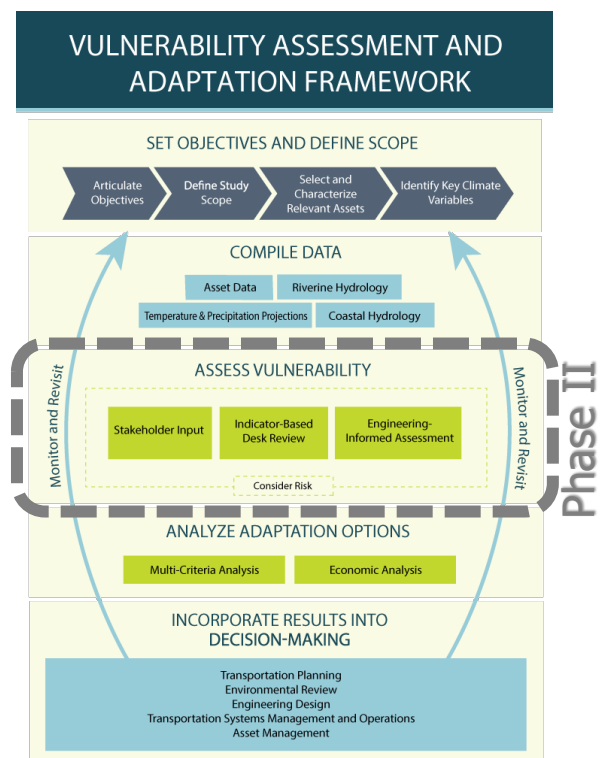 VULNERABILITY ASSESSMENT AND
ADAPTATION FRAMEWORK
SET OBJECTIVES AND DEFINE SCOPE
Articulate
Objectives
Define Study
Scope
Select and
Characterize
Relevant Assets
Identify Key Climate
Variables
COMPILE DATA
Asset Data
Riverine Hydrology
Temperature & Precipitation Projections
Coastal Hydrology
ASSESS VULNERABILITY
Monitor and Revisit
Stakeholder Input
Indicator-Based
Desk Review
Engineering-
Informed Assessment
Consider Risk
Monitor and Revisit
Phase II
ANALYZE ADAPTATION OPTIONS
Multi-Criteria Analysis
Economic Analysis
INCORPORATE RESULTS INTO
DECISION-MAKING
Transportation Planning
Environmental Review
Engineering Design
Transportation Systems Management and Operations
Asset Management